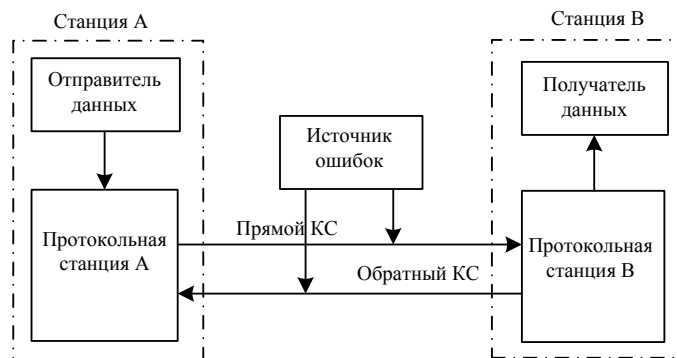 Станция А
Станция В
Отправитель
данных
Получатель
данных
Источник
ошибок
Протокольная
станция А
Прямой КС
Обратный КС
Протокольная
станция В